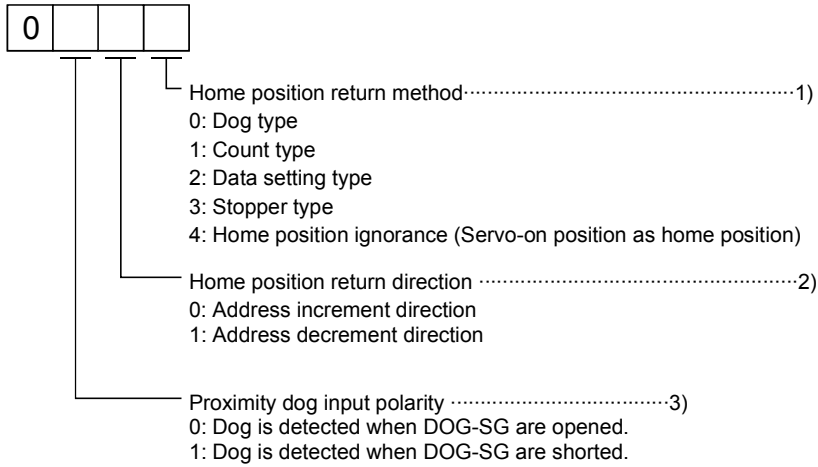 0
Home position return method⋯⋯⋯⋯⋯⋯⋯⋯⋯⋯⋯⋯⋯⋯⋯⋯⋯⋯1)
0: Dog type
1: Count type
2: Data setting type
3: Stopper type
4: Home position ignorance (Servo-on position as home position)
Home position return direction ⋯⋯⋯⋯⋯⋯⋯⋯⋯⋯⋯⋯⋯⋯⋯⋯⋯⋯2)
0: Address increment direction
1: Address decrement direction
Proximity dog input polarity ⋯⋯⋯⋯⋯⋯⋯⋯⋯⋯⋯⋯3)
0: Dog is detected when DOG-SG are opened.
1: Dog is detected when DOG-SG are shorted.